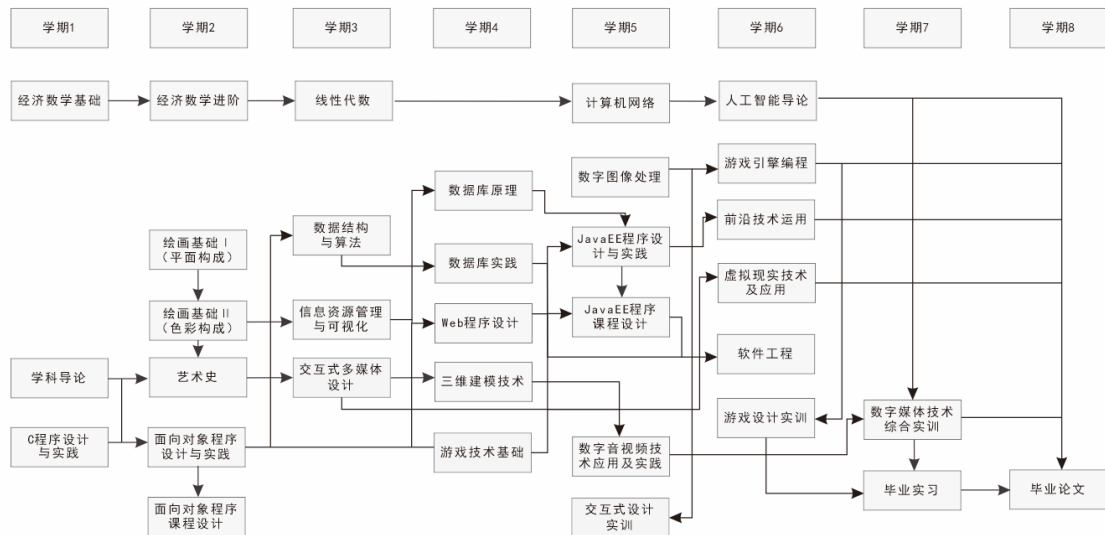 学期1
学期2
学期3
学期4
学期5
学期6
学期7
学期8
经济数学基础
经济数学进阶
线性代数
计算机网络
人工智能导论
数字图像处理
游戏引擎编程
数据库原理
数据结构
与算法
JavaEE程序设
计与实践
前沿技术运用
绘画基础Ⅰ
(平面构成)
数据库实践
虚拟现实技术
及应用
绘画基础Ⅱ
(色彩构成)
信息资源管理
与可视化
Web程序设计
JavaEE程序
课程设计
软件工程
学科导论
艺术史
交互式多媒体
设计
三维建模技术
游戏设计实训
数字媒体技术
综合实训
C程序设计
与实践
面向对象程序
设计与实践
游戏技术基础
数字音视频技
术应用及实践
毕业实习
毕业论文
面向对象程序
课程设计
交互式设计
实训